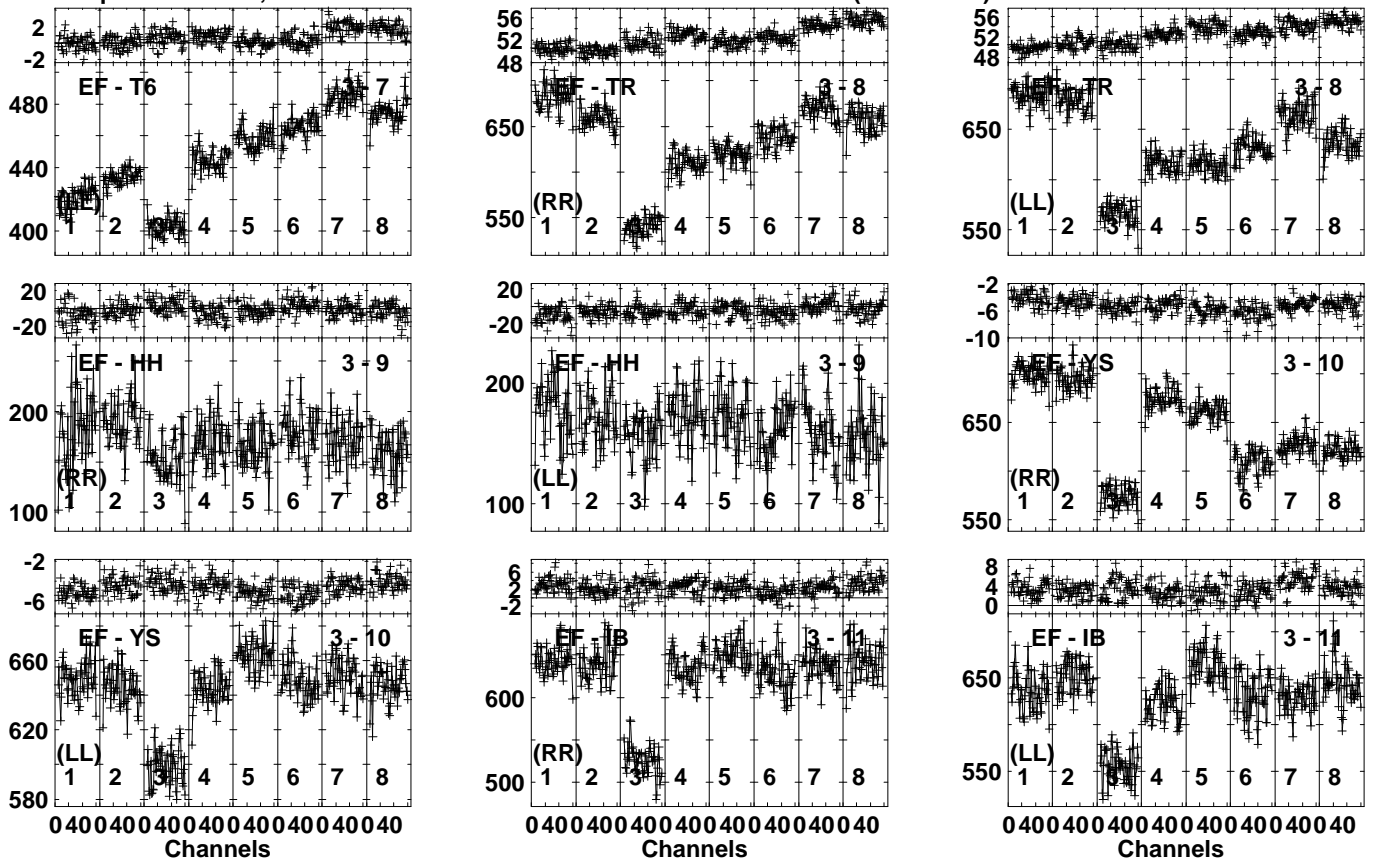 2
-2
EF - T6 3 - 7
480
440
400
(LL)
1 2 3 4 5 6 7 8
56
52
48
EF - TR 3 - 8
650
550
(RR)
1 2 3 4 5 6 7 8
56
52
48
EF - TR 3 - 8
650
550
(LL)
1 2 3 4 5 6 7 8
20
-20
EF - HH 3 - 9
200
100
(RR)
1 2 3 4 5 6 7 8
20
-20
EF - HH 3 - 9
200
100
(LL)
1 2 3 4 5 6 7 8
-2
-6
-10
EF - YS 3 - 10
650
550
(RR)
1 2 3 4 5 6 7 8
-2
-6
EF - YS 3 - 10
660
620
580
(LL)
1 2 3 4 5 6 7 8
0 40 0 40 0 40 0 40 0 40 0 40 0 40 0 40
Channels
6
2
-2
EF - IB 3 - 11
600
500
(RR)
1 2 3 4 5 6 7 8
0 40 0 40 0 40 0 40 0 40 0 40 0 40 0 40
Channels
8
4
0
EF - IB 3 - 11
650
550
(LL)
1 2 3 4 5 6 7 8
0 40 0 40 0 40 0 40 0 40 0 40 0 40 0 40
Channels